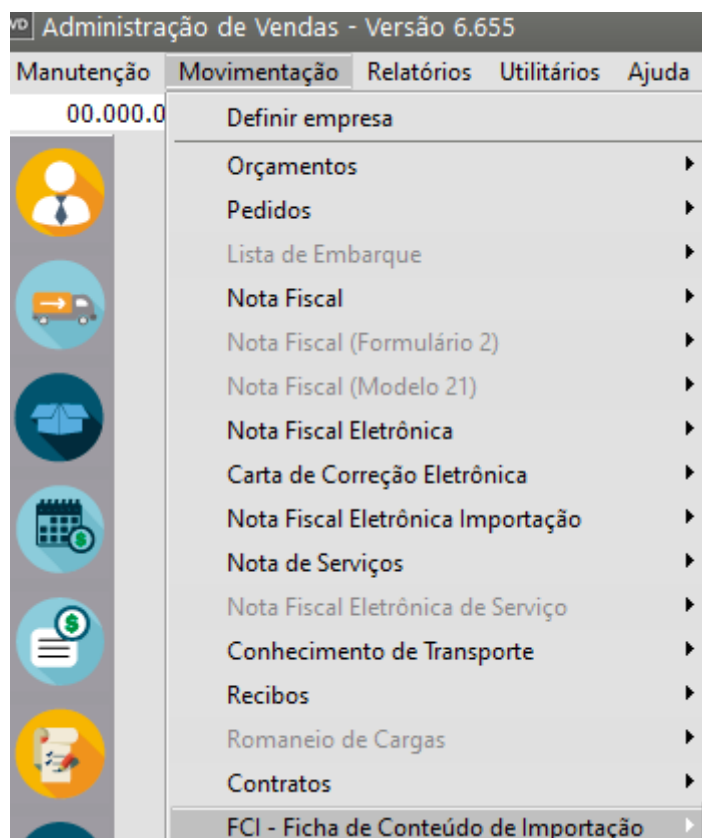 VD Administração de Vendas - Versão 6.655
Manutenção Movimentação Relatórios Utilitários Ajuda
00.000.0
Definir empresa
Orçamentos
Pedidos
Lista de Embarque
Nota Fiscal
Nota Fiscal (Formulário 2)
Nota Fiscal (Modelo 21)
Nota Fiscal Eletrônica
Carta de Correção Eletrônica
Nota Fiscal Eletrônica Importação
Nota de Serviços
Nota Fiscal Eletrônica de Serviço
Conhecimento de Transporte
Recibos
Romaneio de Cargas
Contratos
FCI - Ficha de Conteúdo de Importação